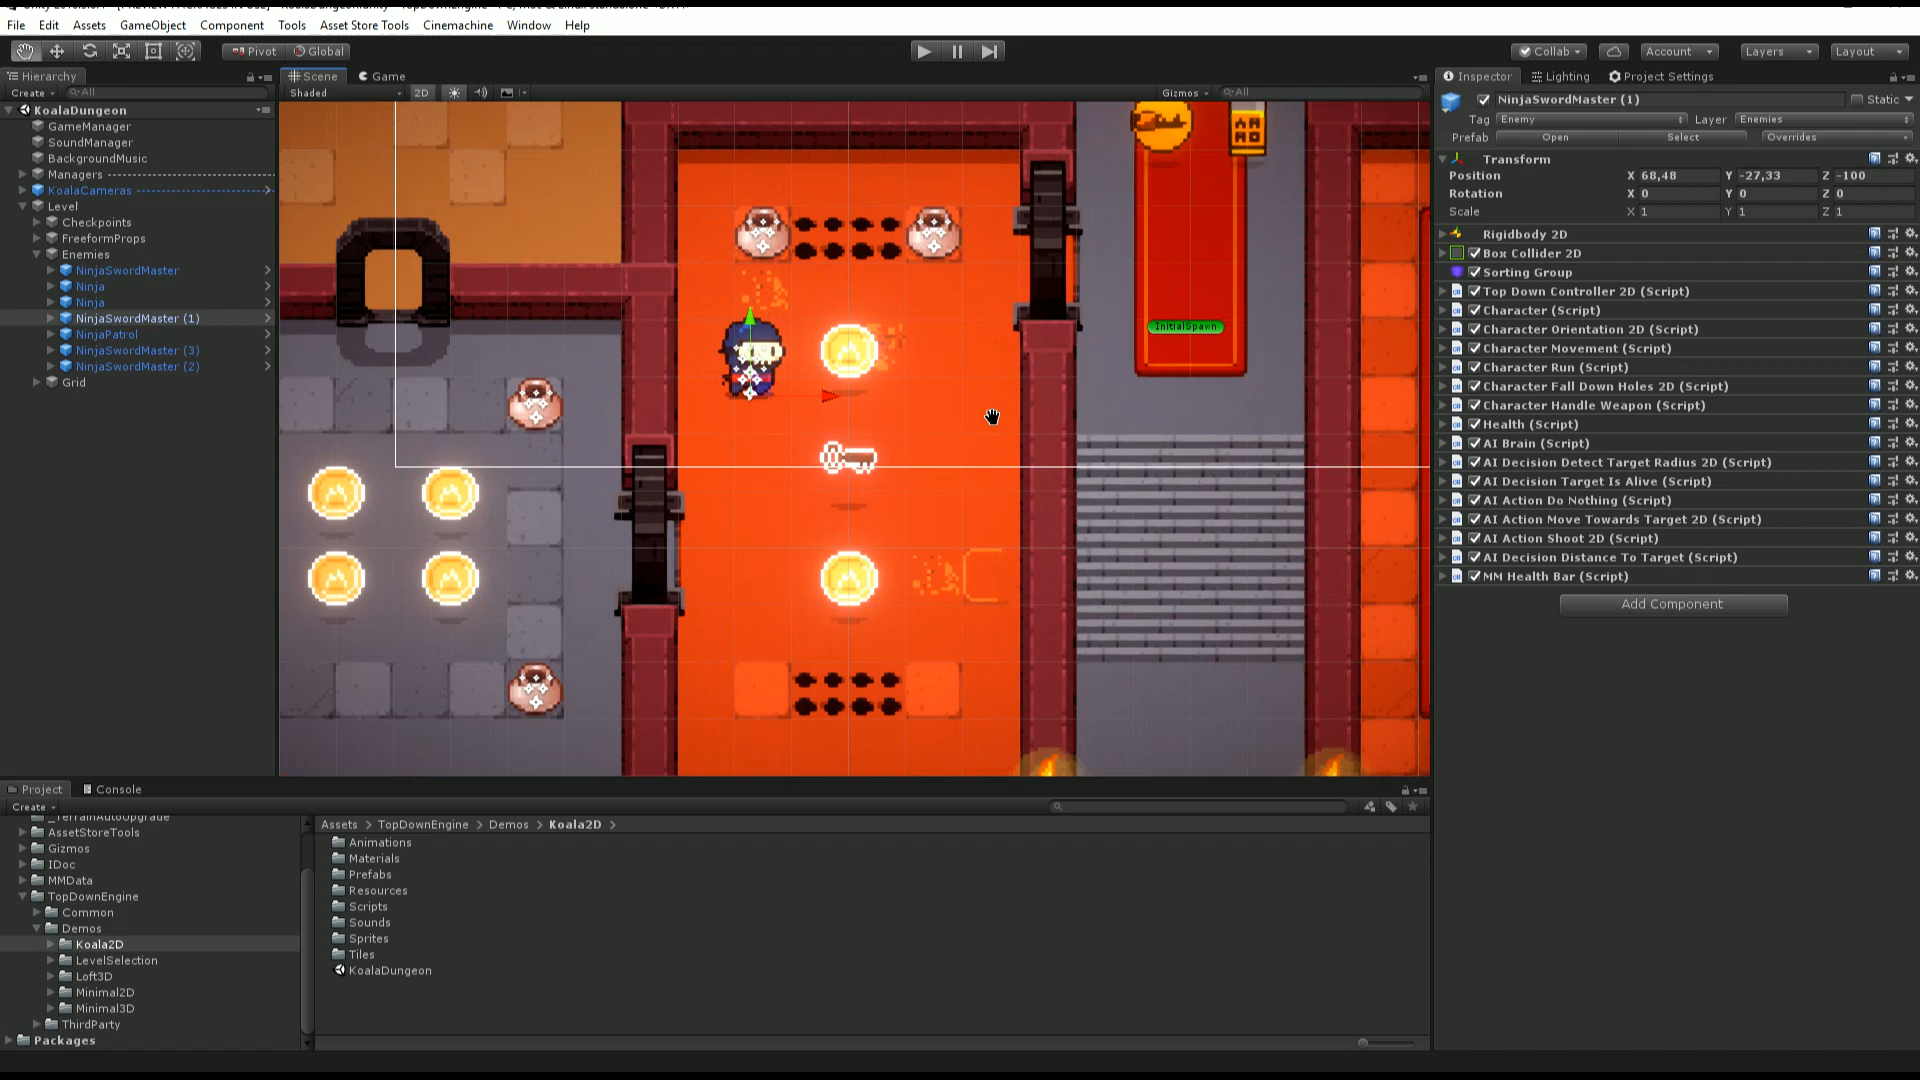 File Edit Assets GameObject Component Tools Asset Store Tools Cinemachine Window Help
Pivot Global Collab Account Layers Layout
Hierarchy
Create All
KoalaDungeon
GameManager
SoundManager
BackgroundMusic
Managers
KoalaCameras
Level
Checkpoints
FreeformProps
Enemies
NinjaSwordMaster
Ninja
Ninja
NinjaSwordMaster (1)
NinjaPatrol
NinjaSwordMaster (3)
NinjaSwordMaster (2)
Grid
Scene Game
Shaded 2D Gizmos All
InitialSpawn
Inspector Lighting Project Settings
NinjaSwordMaster (1) Static
Tag Enemy Layer Enemies
Prefab Open Select Overrides
Transform
Position X 68,48 Y -27,33 Z -100
Rotation X 0 Y 0 Z 0
Scale X 1 Y 1 Z 1
Rigidbody 2D
Box Collider 2D
Sorting Group
Top Down Controller 2D (Script)
Character (Script)
Character Orientation 2D (Script)
Character Movement (Script)
Character Run (Script)
Character Fall Down Holes 2D (Script)
Character Handle Weapon (Script)
Health (Script)
AI Brain (Script)
AI Decision Detect Target Radius 2D (Script)
AI Decision Target Is Alive (Script)
AI Action Do Nothing (Script)
AI Action Move Towards Target 2D (Script)
AI Action Shoot 2D (Script)
AI Decision Distance To Target (Script)
MM Health Bar (Script)
Add Component
Project Console
Create
_TerrainAutoUpgrade
AssetStoreTools
Gizmos
IDoc
MMData
TopDownEngine
Common
Demos
Koala2D
LevelSelection
Loft3D
Minimal2D
Minimal3D
ThirdParty
Packages
Assets > TopDownEngine > Demos > Koala2D >
Animations
Materials
Prefabs
Resources
Scripts
Sounds
Sprites
Tiles
KoalaDungeon